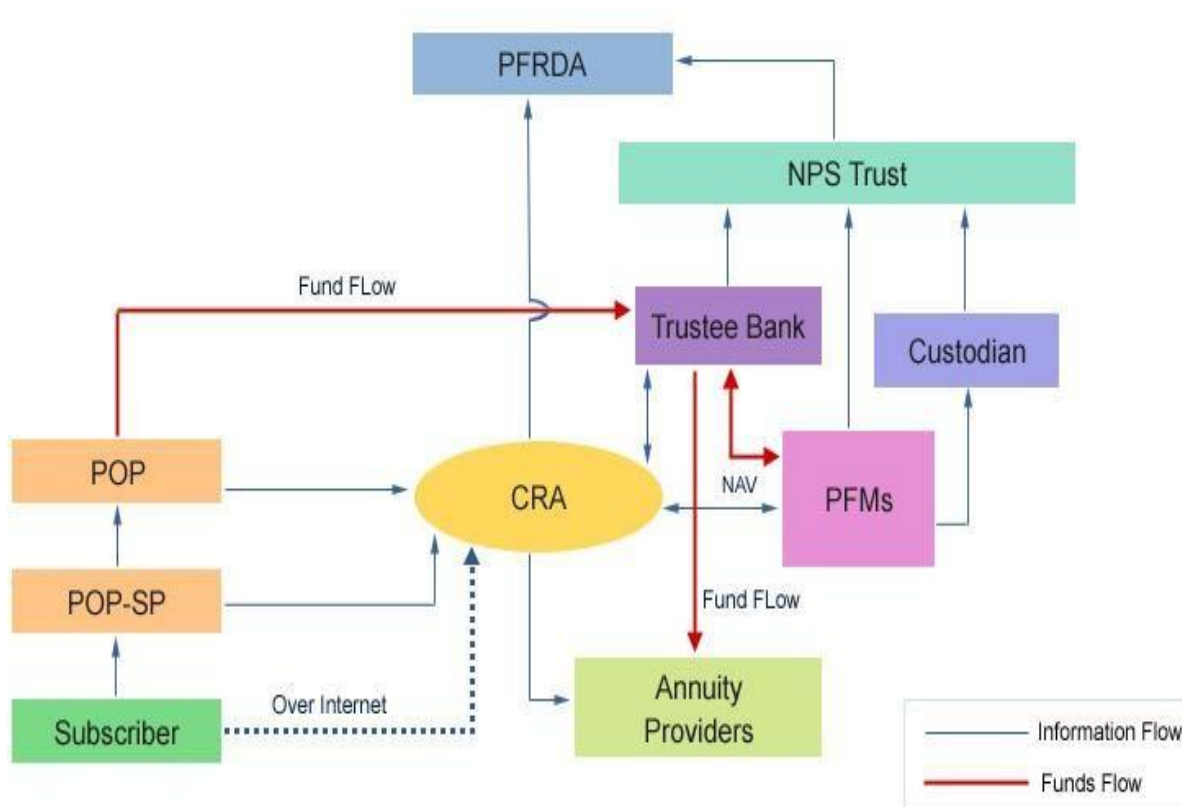 PFRDA
NPS Trust
Fund FLow
Trustee Bank
Custodian
POP
CRA
NAV
PFMs
POP-SP
Fund FLow
Over Internet
Annuity
Providers
Subscriber
Information Flow
Funds Flow